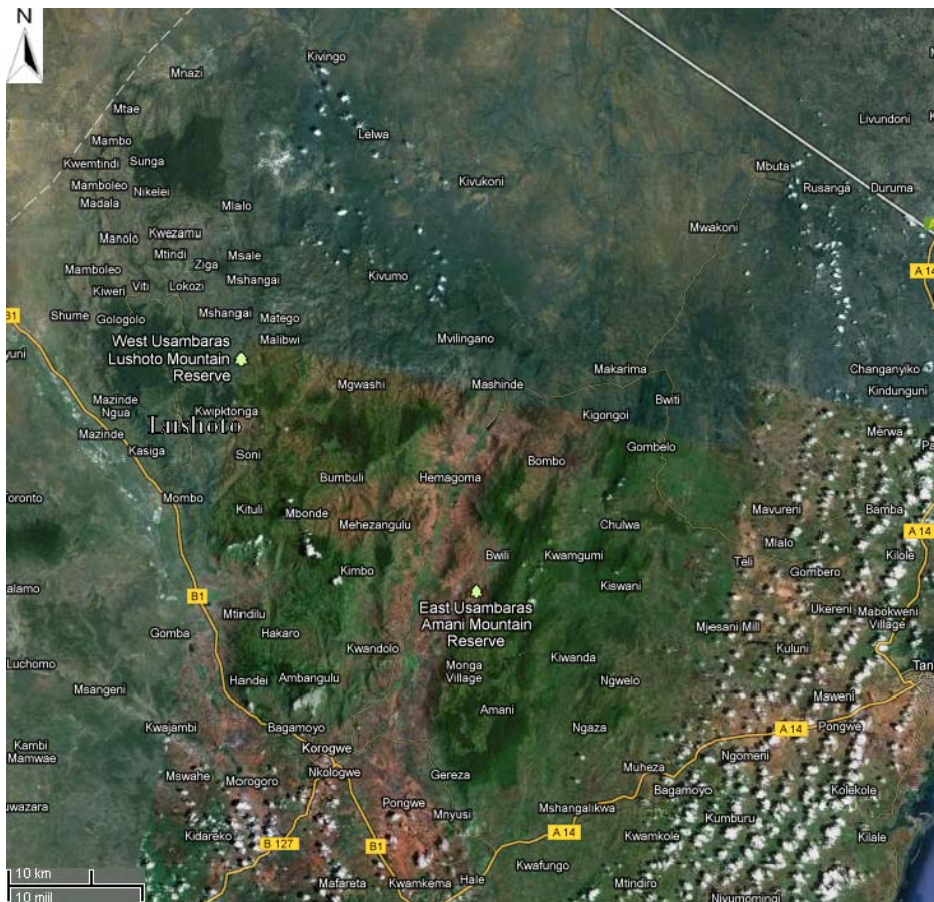 N
Kivingo
Mnazi
Mtae
Livundoni
Lelwa
Mambo
Kwemtindi
Sunga
Mbuta
Kivukoni
Mamboleo
Nikelei
Rusanga
Duruma
Madala
Mlalo
Mwakoni
Manolo
Kwezamu
Mtindi
Msale
Ziga
Mamboleo
A 14
Kivumo
Mshangai
Kiweri
Viti
Lokozi
B1
Shume
Gologolo
Mshangai
Matego
West Usambaras
Lushoto Mountain
Reserve
Malibwi
Mvilingano
Makarima
Changanyiko
Mgwashi
Mashinde
Kindunguni
Mazinde
Ngua
Kwipktonga
Bwiti
Kigongoi
Lushoto
Mazinde
Merwa
Kasiga
Soni
Gombelo
Bombo
Bumbuli
Hemagoma
Mombo
Kituli
Mbonde
Mavureni
Bamba
Mehezangulu
Chulwa
A 14
Mlalo
Bwili
Kwamgumi
Kilole
Teli
Kimbo
Gombero
Kiswani
B1
East Usambaras
Amani Mountain
Reserve
Mtindilu
Ukereni
Mabokweni
Village
Gomba
Hakaro
Mjesani Mill
Kwandolo
Kuluni
Luchomo
Monga
Village
Kiwanda
Handei
Ambangulu
Ngwelo
Msangeni
Maweni
Amani
Kwajambi
Bagamoyo
Ngaza
A 14
Pongwe
Kambi
Mamwae
Korogwe
Ngomeni
Mswahe
Morogoro
Nkologwe
Gereza
Muheza
Bagamoyo
Kolekole
Pongwe
Mnyusi
Mshangalikwa
Kumburu
Kidareko
B 127
B1
A 14
Kwamkole
Kilale
Kwafungo
10 km
Mafareta
Kwamkema
Hale
Mtindiro
10 mijl